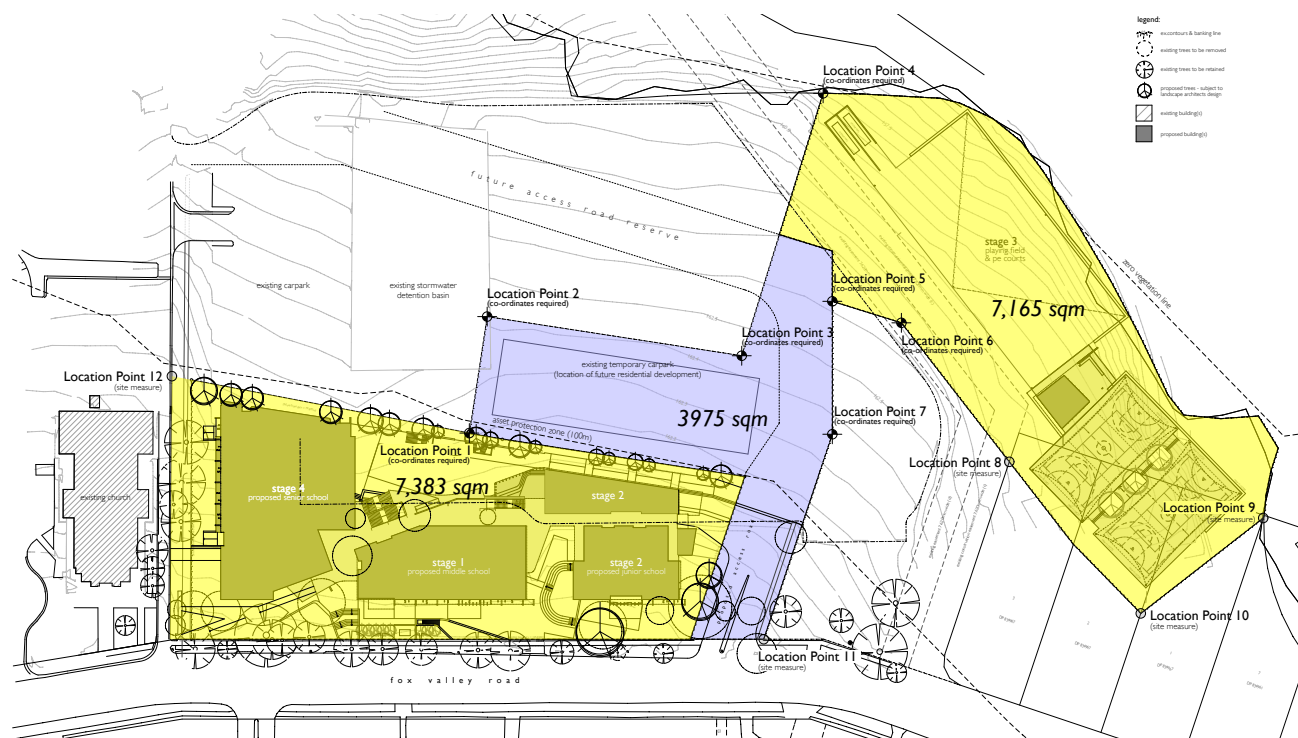 legend:
ex.contours & banking line
existing trees to be removed
existing trees to be retained
proposed trees - subject to
landscape architects design
existing building(s)
proposed building(s)
Location Point 4
(co-ordinates required)
future access road reserve
zero vegetation line
stage 3
playing field
& pe courts
7,165 sqm
existing carpark
existing stormwater
detention basin
Location Point 2
(co-ordinates required)
Location Point 5
(co-ordinates required)
Location Point 3
(co-ordinates required)
Location Point 6
(co-ordinates required)
existing temporary carpark
(location of future residential development)
3975 sqm
Location Point 12
(site measure)
asset protection zone (100m)
Location Point 1
(co-ordinates required)
Location Point 7
(co-ordinates required)
Location Point 8
(site measure)
7,383 sqm
stage 4
proposed senior school
existing church
stage 2
stage 1
proposed middle school
stage 2
proposed junior school
proposed access road
Location Point 9
(site measure)
Location Point 10
(site measure)
Location Point 11
(site measure)
fox valley road